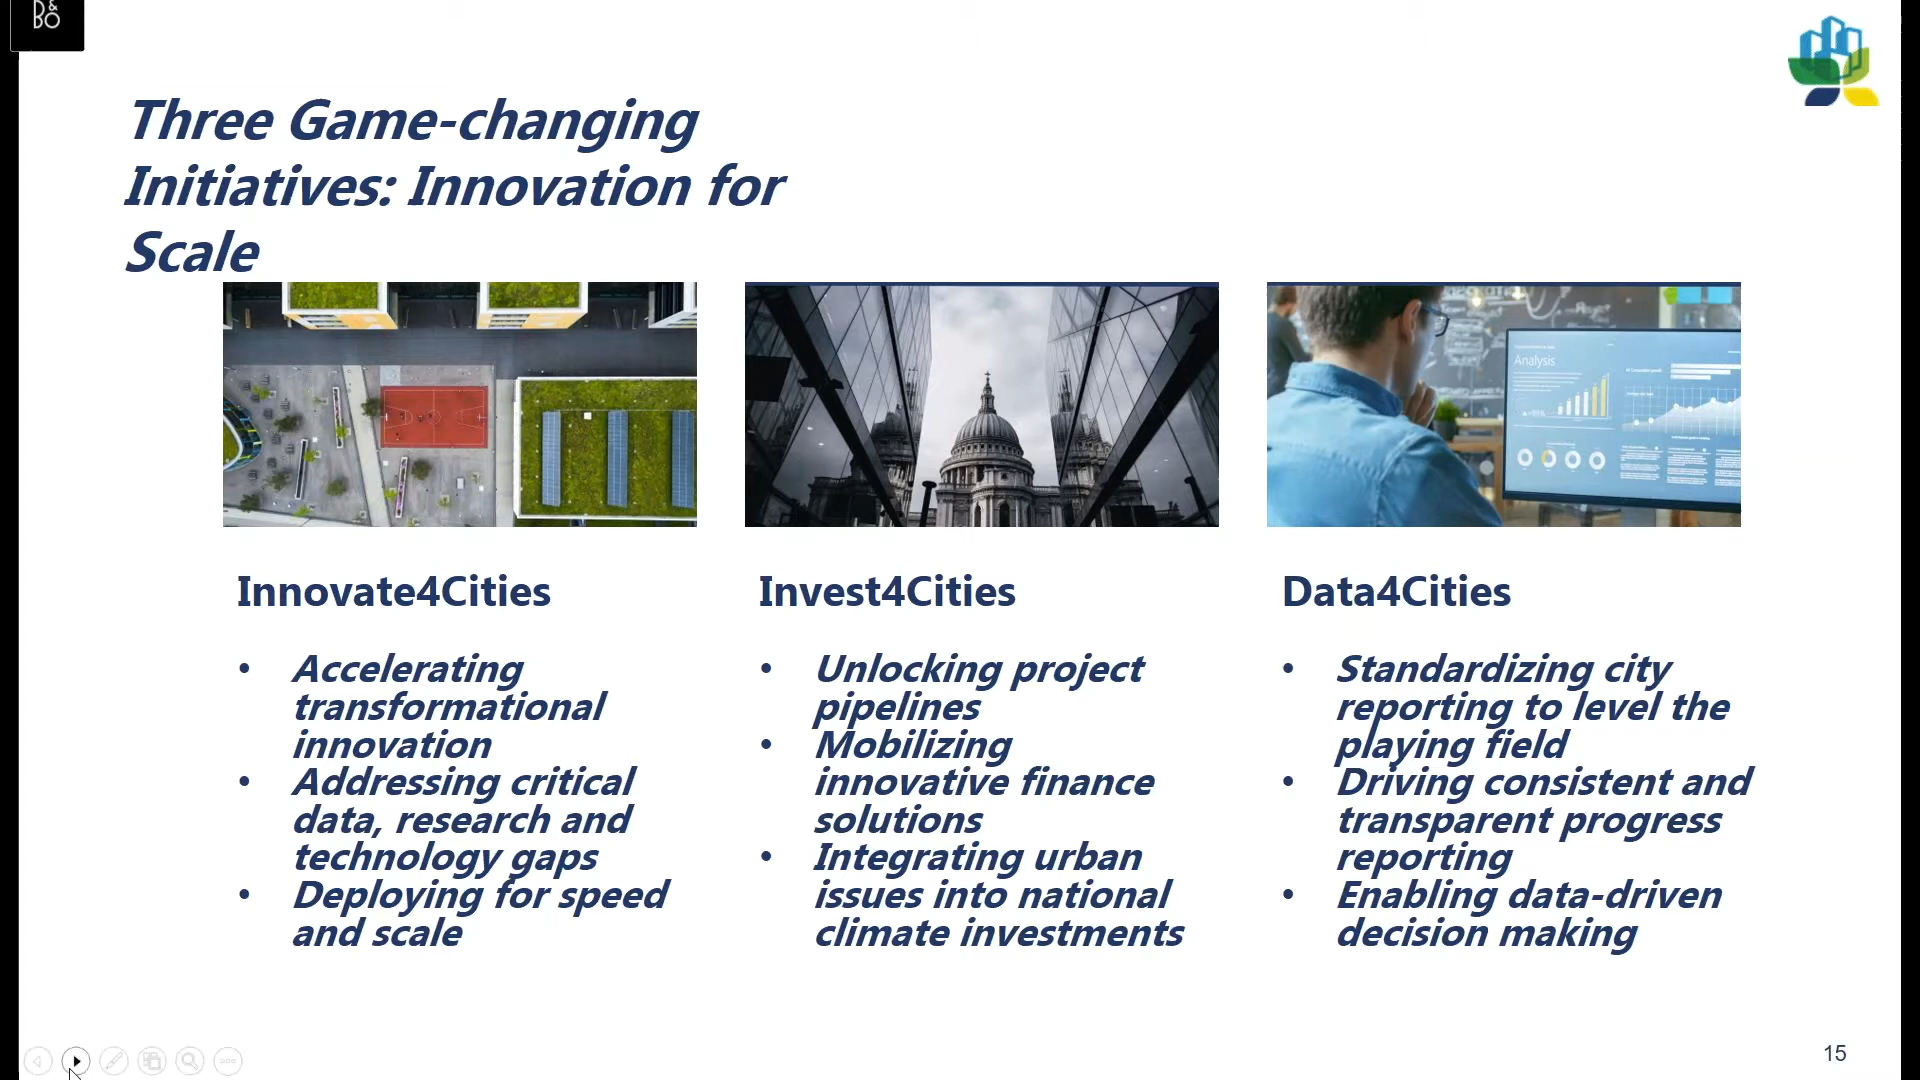 B&
BO
Three Game-changing
Initiatives: Innovation for
Scale
Analysis
Innovate4Cities
• Accelerating
transformational
innovation
• Addressing critical
data, research and
technology gaps
• Deploying for speed
and scale
Invest4Cities
• Unlocking project
pipelines
• Mobilizing
innovative finance
solutions
• Integrating urban
issues into national
climate investments
Data4Cities
• Standardizing city
reporting to level the
playing field
• Driving consistent and
transparent progress
reporting
• Enabling data-driven
decision making
15